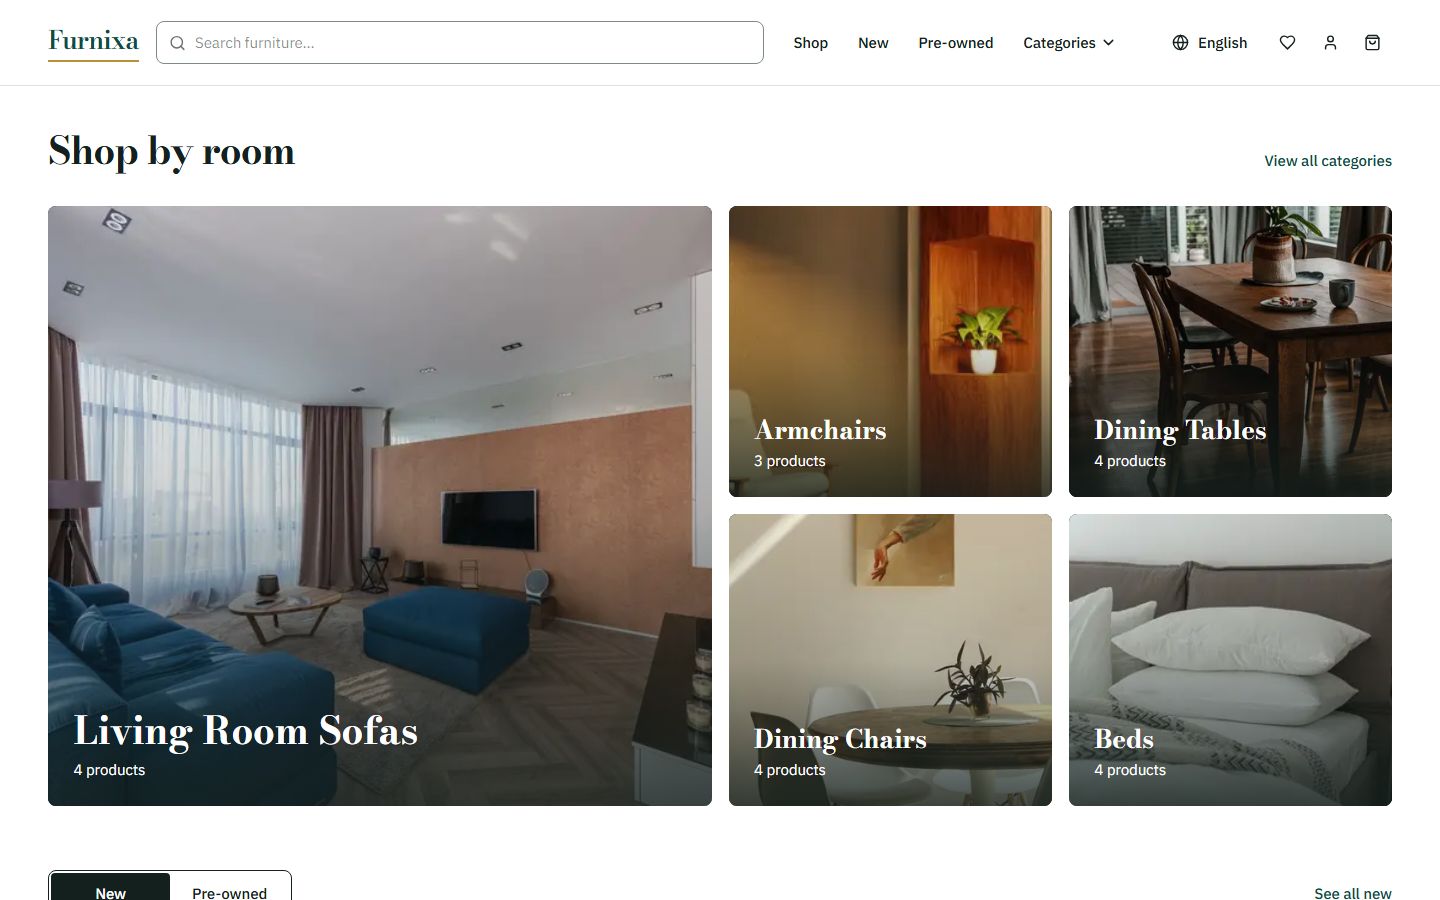 Furnixa
Search furniture...
Shop
New
Pre-owned
Categories
English
Shop by room
View all categories
Living Room Sofas
4 products
Armchairs
3 products
Dining Tables
4 products
Dining Chairs
4 products
Beds
4 products
New
Pre-owned
See all new